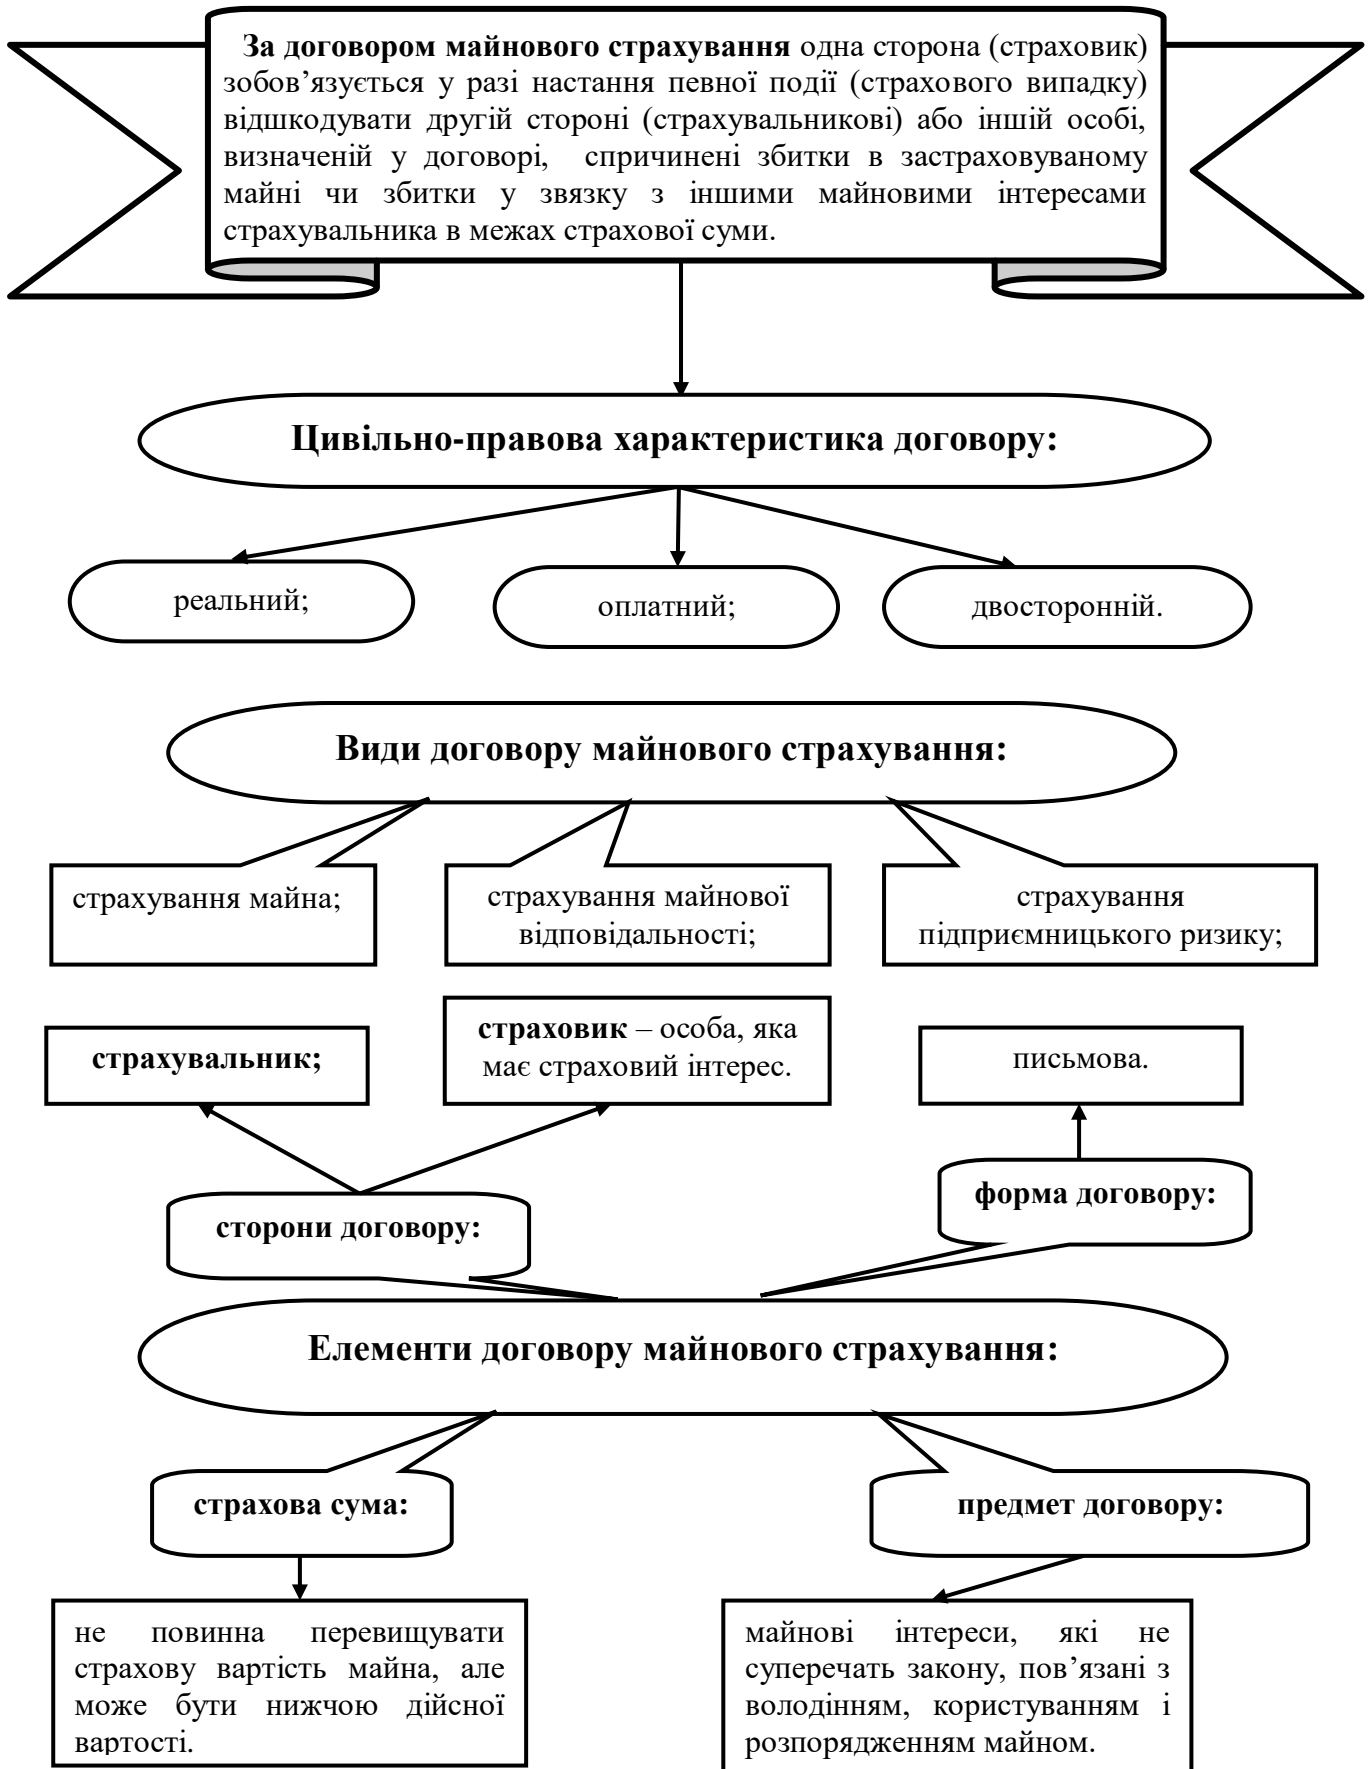 За договором майнового страхування одна сторона (страховик)
зобов’язується у разі настання певної події (страхового випадку)
відшкодувати другій стороні (страхувальникові) або іншій особі,
визначеній у договорі, спричинені збитки в застраховуваному
майні чи збитки у звязку з іншими майновими інтересами
страхувальника в межах страхової суми.
Цивільно-правова характеристика договору:
реальний;
оплатний;
двосторонній.
Види договору майнового страхування:
страхування майна;
страхування майнової
відповідальності;
страхування
підприємницького ризику;
страхувальник;
страховик – особа, яка
має страховий інтерес.
письмова.
сторони договору:
форма договору:
Елементи договору майнового страхування:
страхова сума:
предмет договору:
не повинна перевищувати
страхову вартість майна, але
може бути нижчою дійсної
вартості.
майнові інтереси, які не
суперечать закону, пов’язані з
володінням, користуванням і
розпорядженням майном.